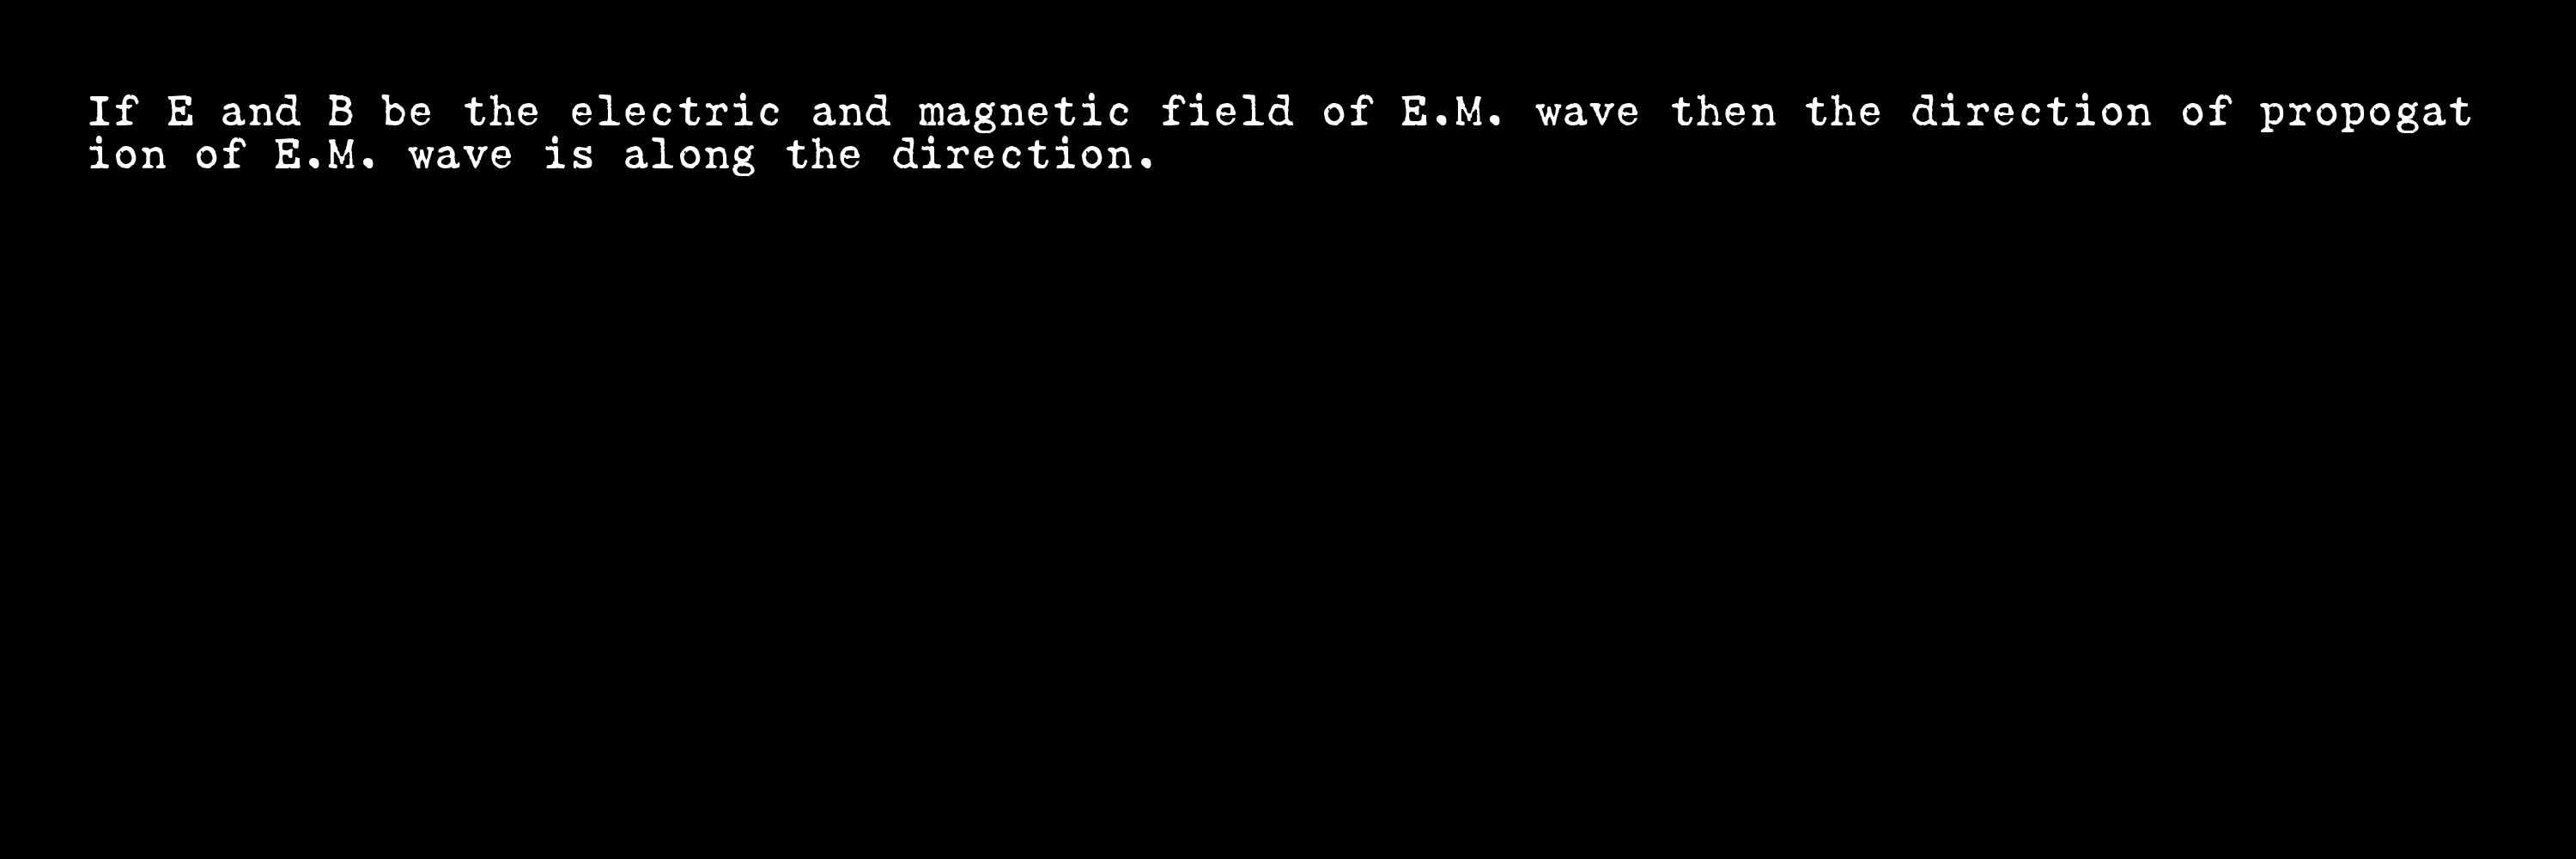 If E and B be the electric and magnetic field of E.M. wave then the direction of propogat
ion of E.M. wave is along the direction.